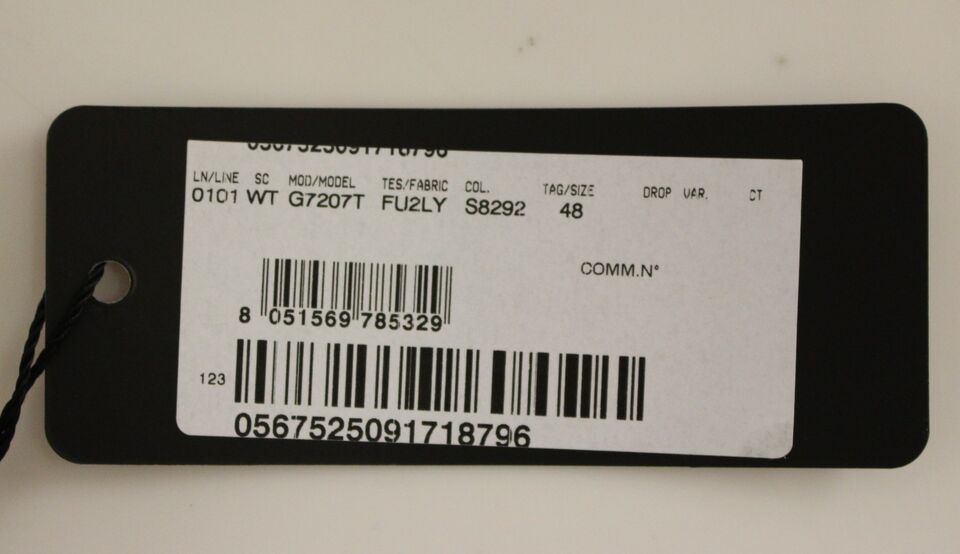 0567525091718796
LN/LINE SC MOD/MODEL TES/FABRIC COL. TAG/SIZE DROP VAR. CT
0101 WT G7207T FU2LY S8292 48
COMM.N°
8 051569 785329
123
0567525091718796